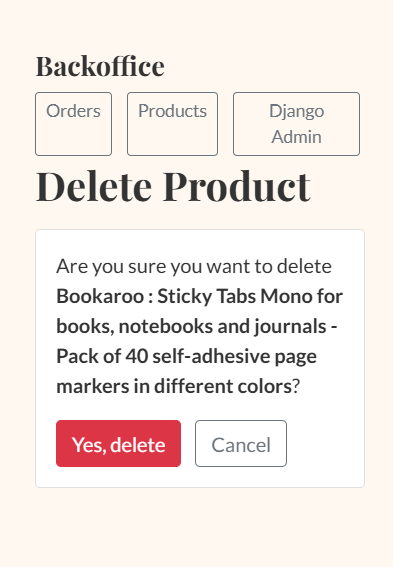 Backoffice
Orders Products Django
Admin
Delete Product
Are you sure you want to delete
Bookaroo : Sticky Tabs Mono for
books, notebooks and journals -
Pack of 40 self-adhesive page
markers in different colors?
Yes, delete Cancel